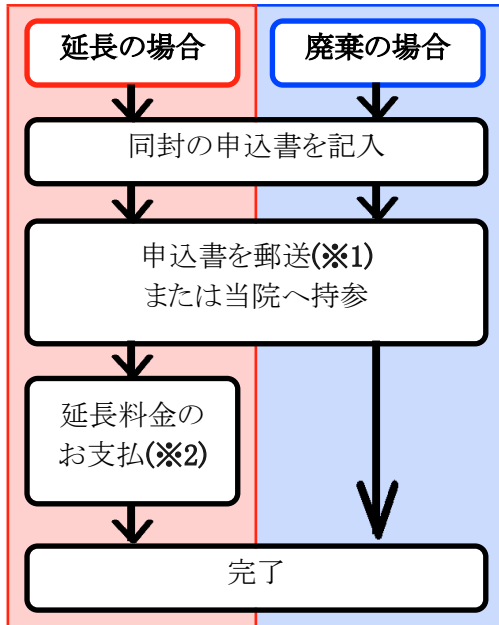 延長の場合
廃棄の場合
同封の申込書を記入
申込書を郵送(※1)
または当院へ持参
延長料金の
お支払(※2)
完了